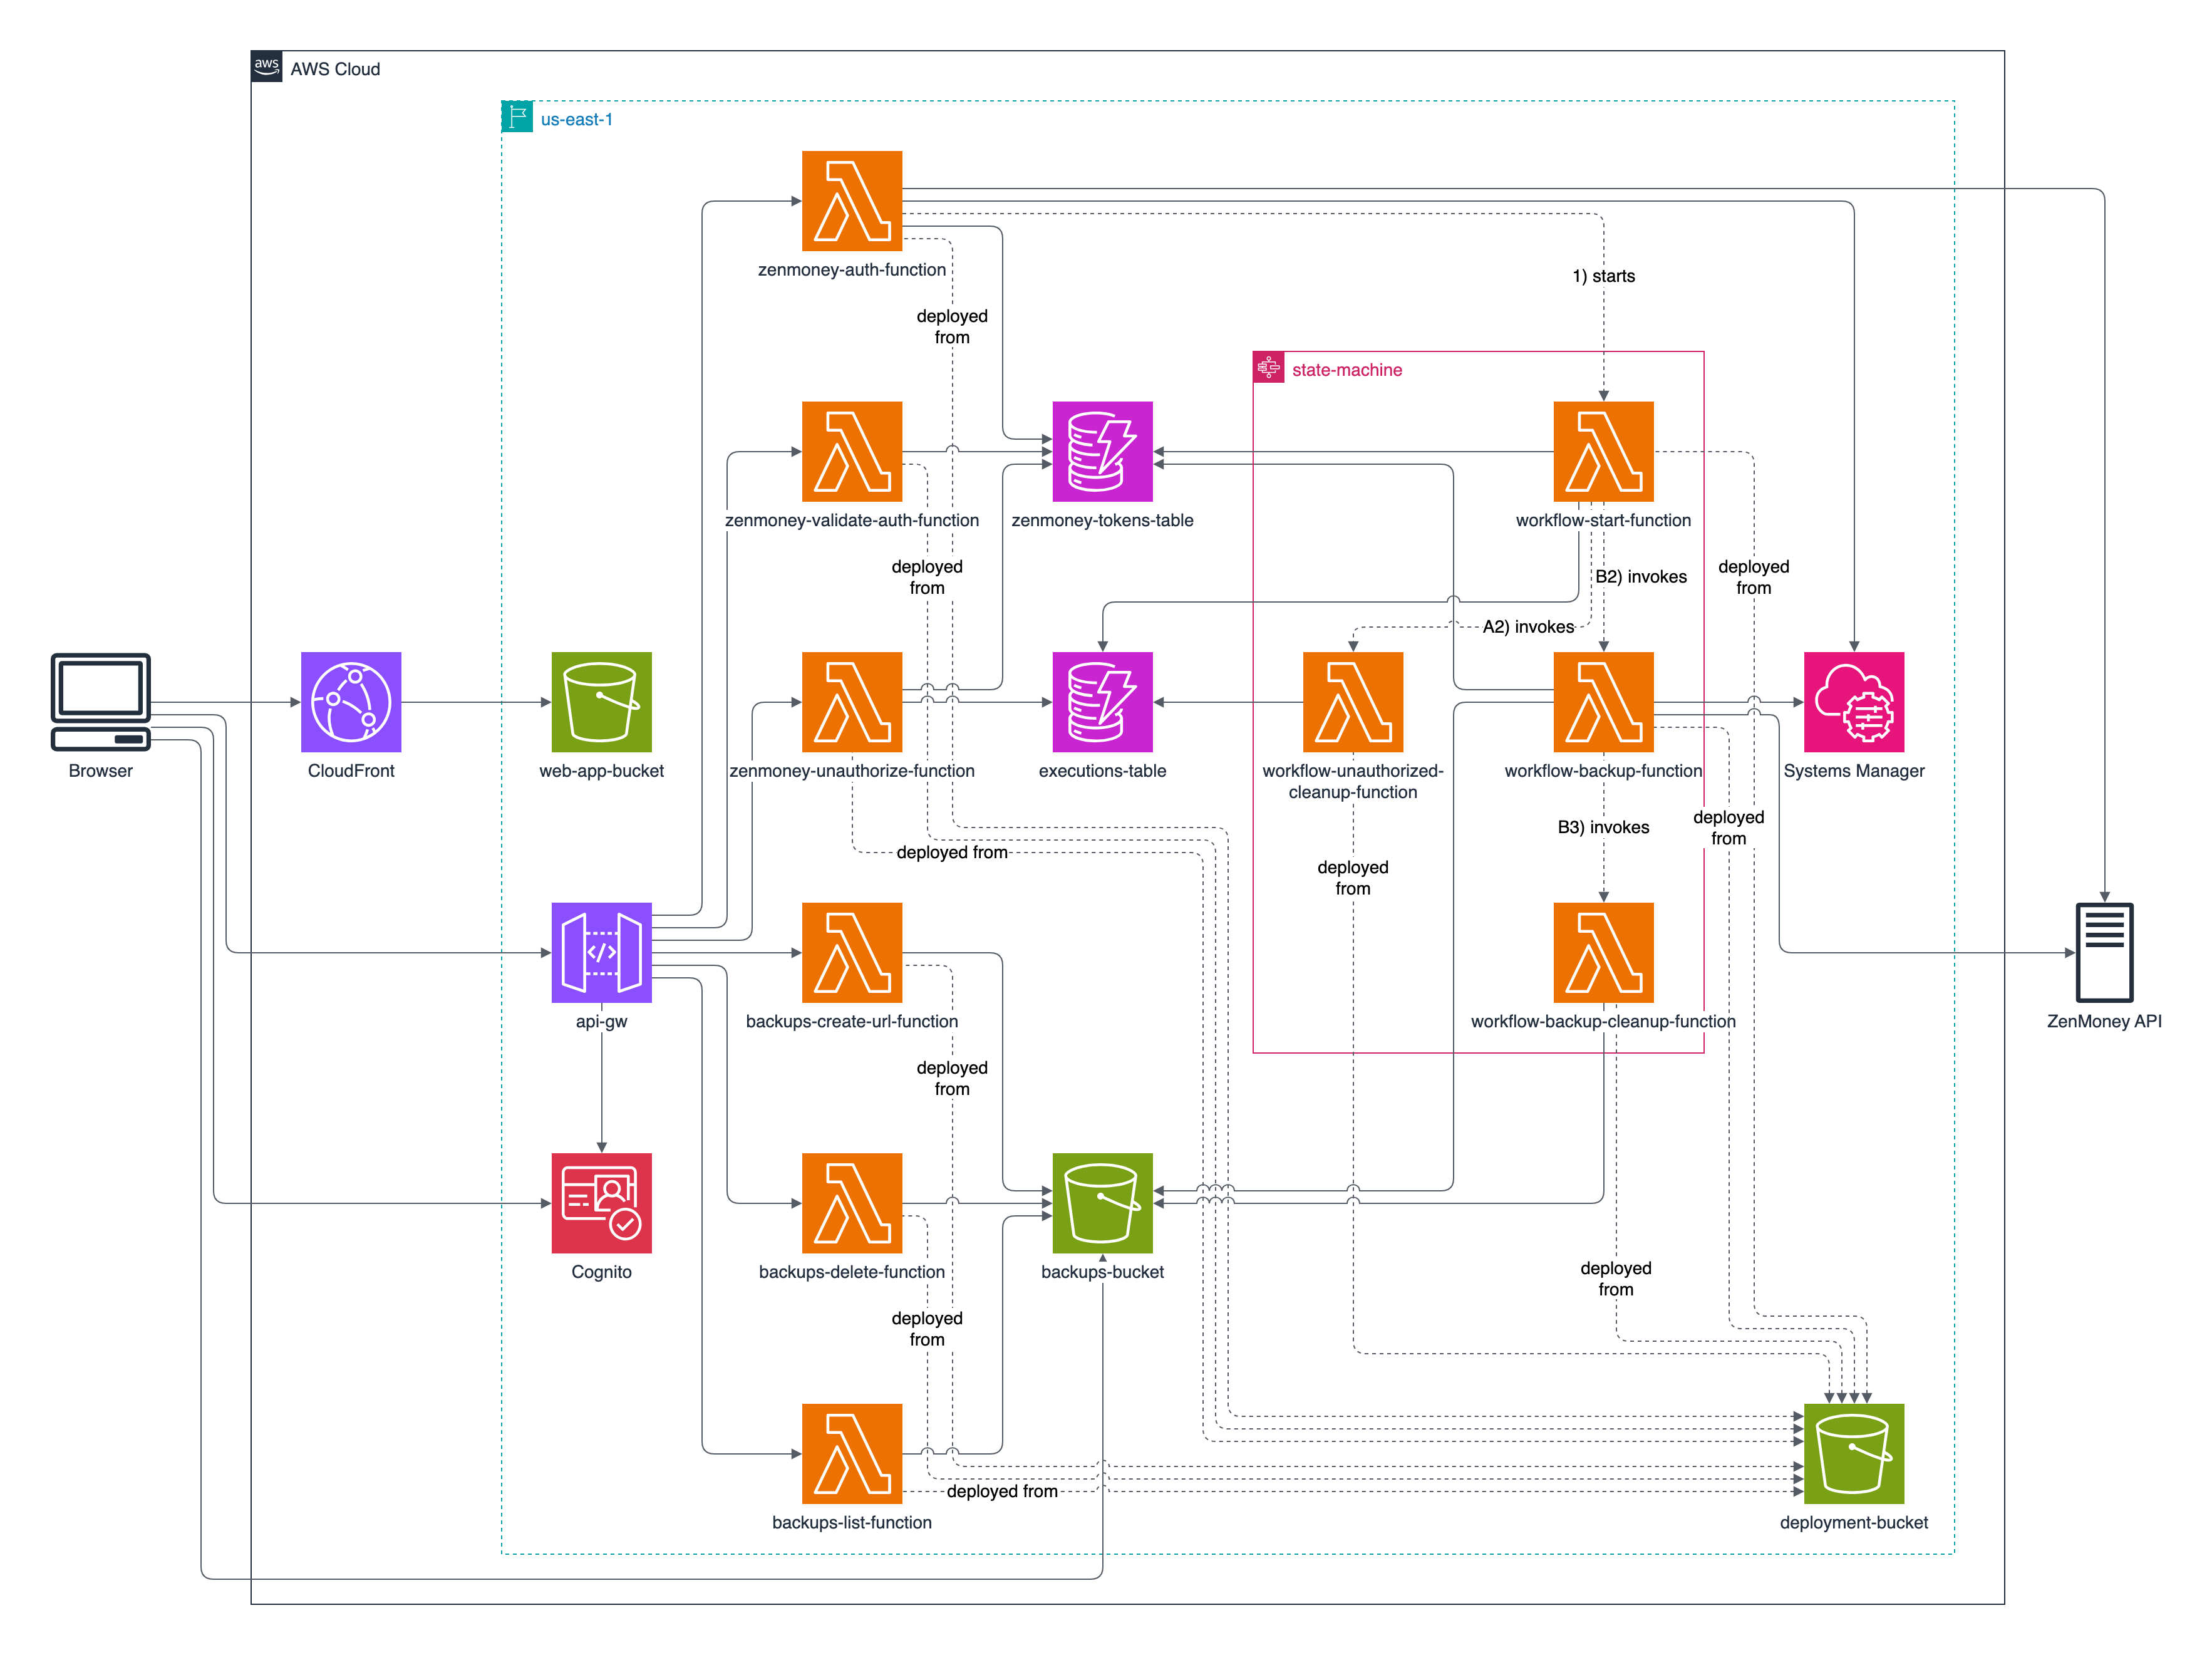 aws
AWS Cloud
us-east-1
zenmoney-auth-function
1) starts
deployed
from
state-machine
zenmoney-validate-auth-function
zenmoney-tokens-table
workflow-start-function
deployed
from
B2) invokes
deployed
from
A2) invokes
Browser
CloudFront
web-app-bucket
zenmoney-unauthorize-function
executions-table
workflow-unauthorized-
cleanup-function
workflow-backup-function
Systems Manager
deployed
from
B3) invokes
deployed from
deployed
from
api-gw
backups-create-url-function
workflow-backup-cleanup-function
ZenMoney API
deployed
from
Cognito
backups-delete-function
backups-bucket
deployed
from
deployed
from
deployed from
backups-list-function
deployment-bucket